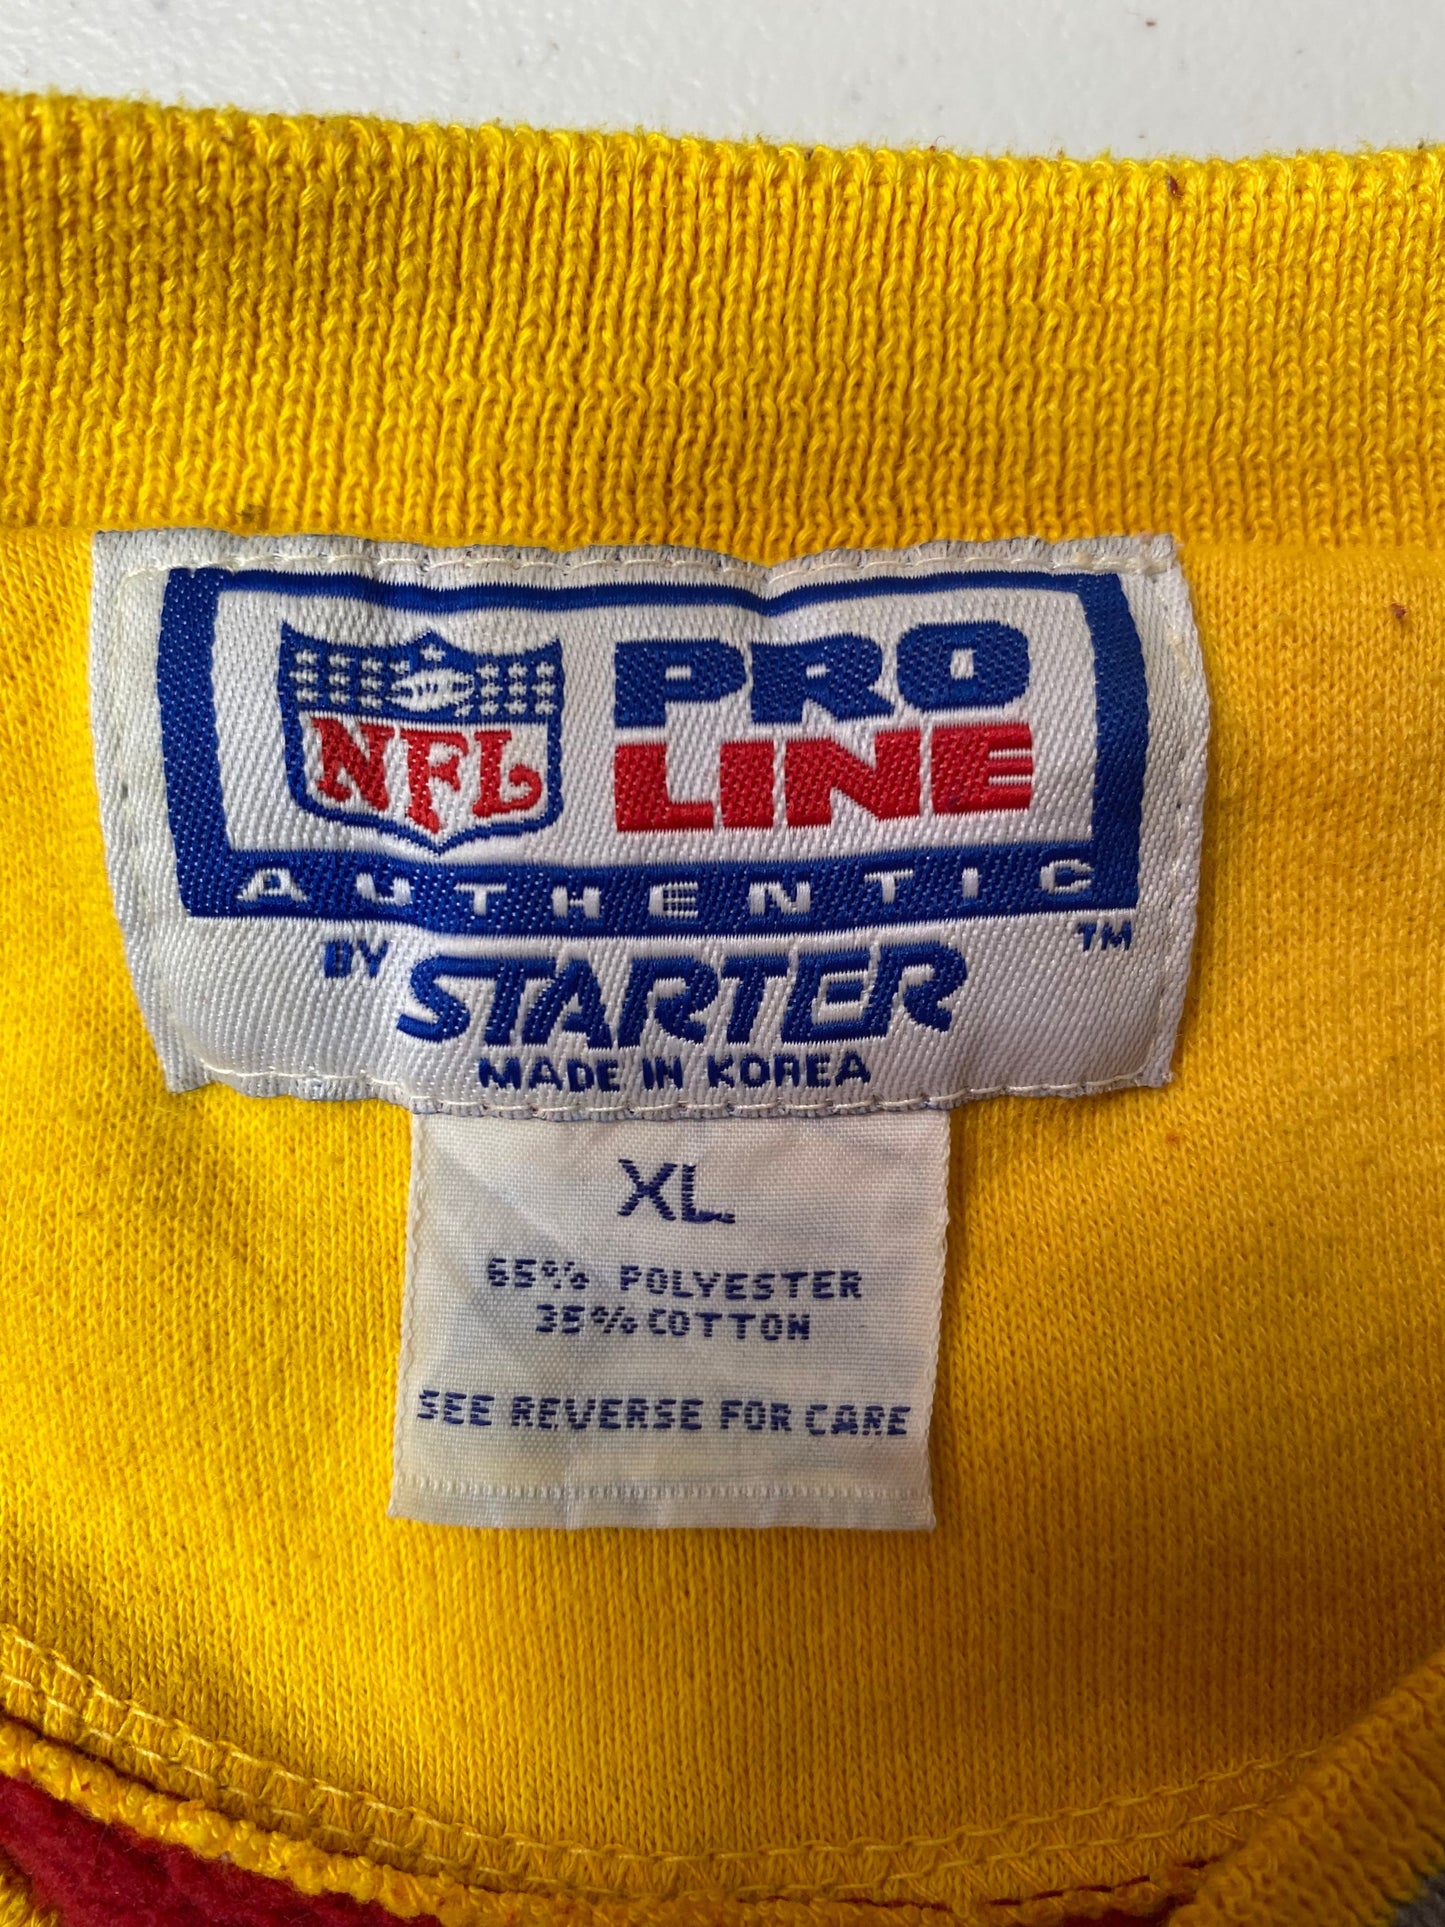 NFL
PRO
LINE
AUTHENTIC
BY STARTER ™
MADE IN KOREA
XL
65% POLYESTER
35% COTTON
SEE REVERSE FOR CARE